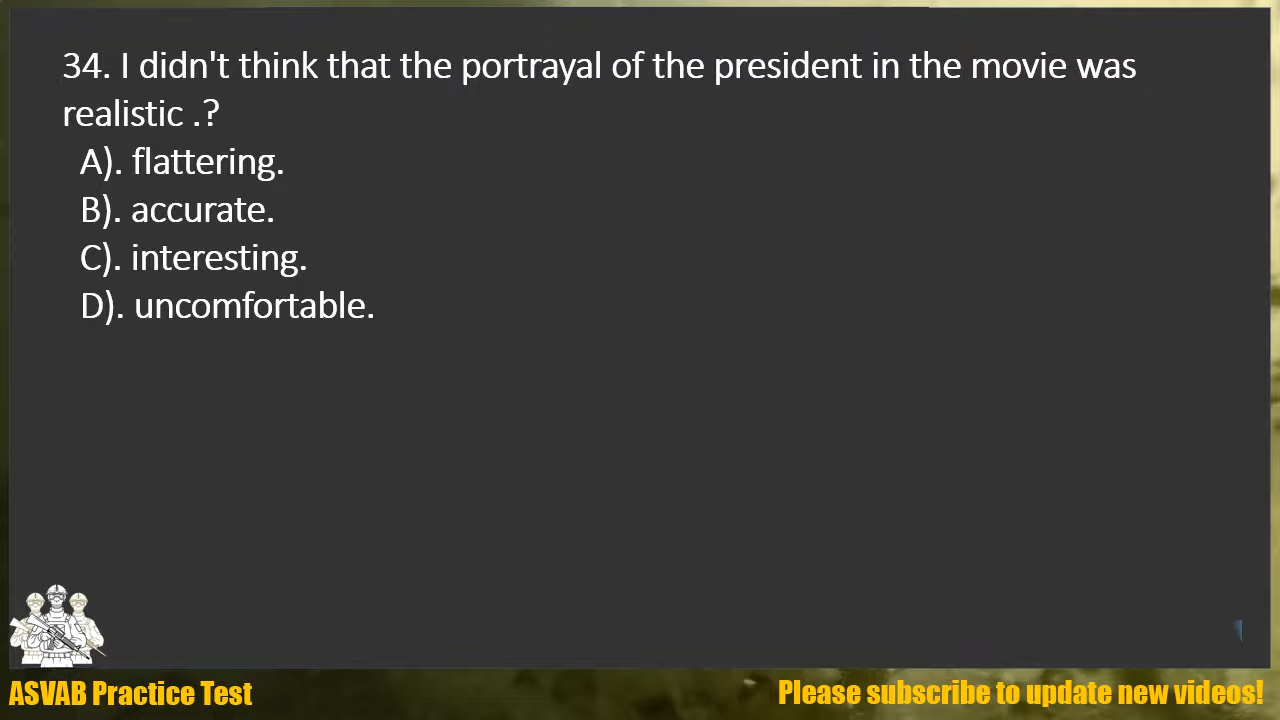 34. I didn't think that the portrayal of the president in the movie was
realistic .?
A). flattering.
B). accurate.
C). interesting.
D). uncomfortable.
ASVAB Practice Test
Please subscribe to update new videos!